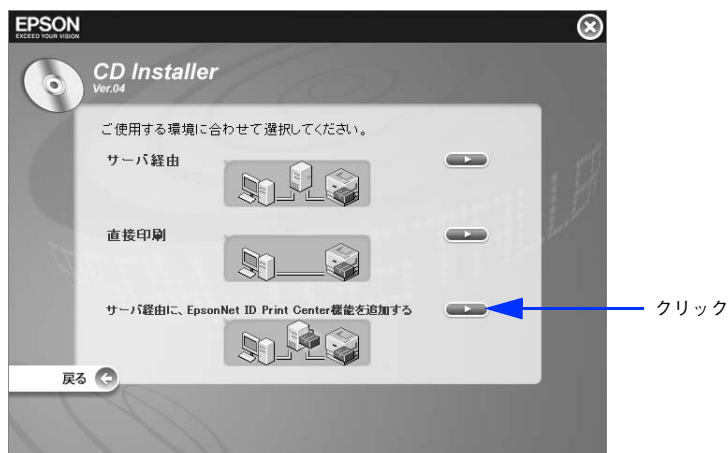 EPSON
EXCEED YOUR VISION
CD Installer
Ver.04
ご使用する環境に合わせて選択してください。
サーバ経由
直接印刷
サーバ経由に、EpsonNet ID Print Center機能を追加する
クリック
戻る